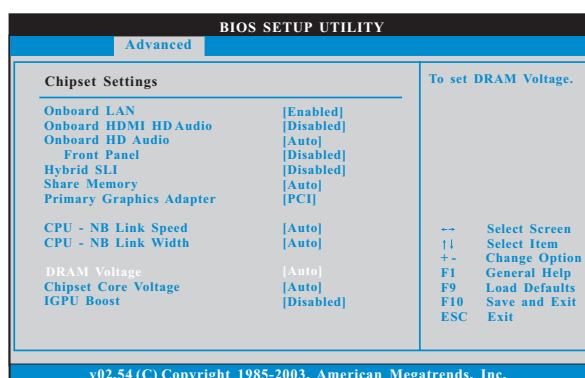 BIOS SETUP UTILITY
Advanced
Chipset Settings
Onboard LAN [Enabled]
Onboard HDMI HD Audio [Disabled]
Onboard HD Audio [Auto]
Front Panel [Disabled]
Hybrid SLI [Disabled]
Share Memory [Auto]
Primary Graphics Adapter [PCI]
CPU - NB Link Speed [Auto]
CPU - NB Link Width [Auto]
DRAM Voltage [Auto]
Chipset Core Voltage [Auto]
IGPU Boost [Disabled]
To set DRAM Voltage.
↔ Select Screen
↑↓ Select Item
+ - Change Option
F1 General Help
F9 Load Defaults
F10 Save and Exit
ESC Exit
v02.54 (C) Copyright 1985-2003, American Megatrends, Inc.